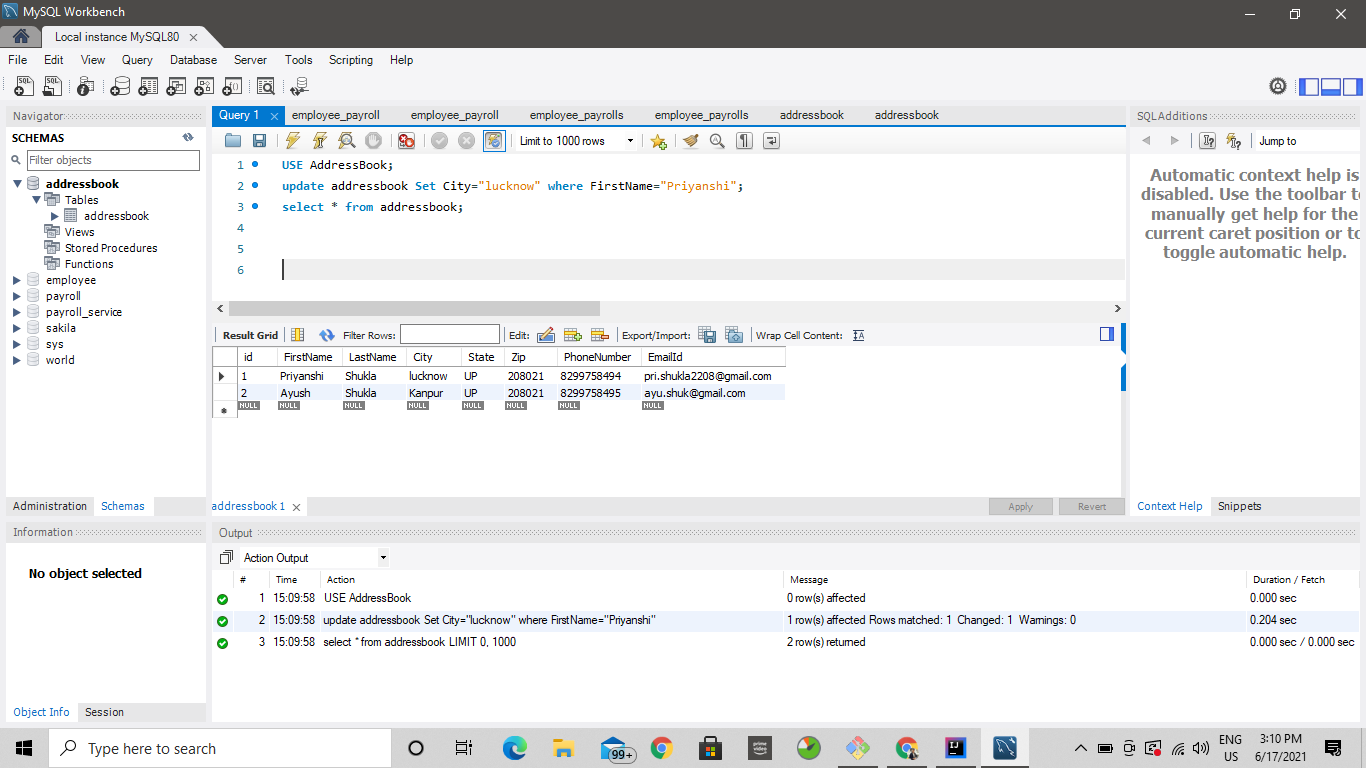 MySQL Workbench
Local instance MySQL80
File Edit View Query Database Server Tools Scripting Help
Navigator
SCHEMAS
Filter objects
addressbook
Tables
addressbook
Views
Stored Procedures
Functions
employee
payroll
payroll_service
sakila
sys
world
Administration Schemas
Information
No object selected
Object Info Session
Query 1 employee_payroll employee_payroll employee_payrolls employee_payrolls addressbook addressbook
Limit to 1000 rows
1 USE AddressBook;
2 update addressbook Set City="lucknow" where FirstName="Priyanshi";
3 select * from addressbook;
4
5
6
Result Grid Filter Rows: Edit: Export/Import: Wrap Cell Content:
id FirstName LastName City State Zip PhoneNumber EmailId
1 Priyanshi Shukla lucknow UP 208021 8299758494 pri.shukla2208@gmail.com
2 Ayush Shukla Kanpur UP 208021 8299758495 ayu.shuk@gmail.com
NULL NULL NULL NULL NULL NULL NULL NULL
addressbook 1 Apply Revert
SQLAdditions
Jump to
Automatic context help is
disabled. Use the toolbar to
manually get help for the
current caret position or to
toggle automatic help.
Context Help Snippets
Output
Action Output
# Time Action Message Duration / Fetch
1 15:09:58 USE AddressBook 0 row(s) affected 0.000 sec
2 15:09:58 update addressbook Set City="lucknow" where FirstName="Priyanshi" 1 row(s) affected Rows matched: 1 Changed: 1 Warnings: 0 0.204 sec
3 15:09:58 select * from addressbook LIMIT 0, 1000 2 row(s) returned 0.000 sec / 0.000 sec
Type here to search
99+
prime video
ENG
US
3:10 PM
6/17/2021